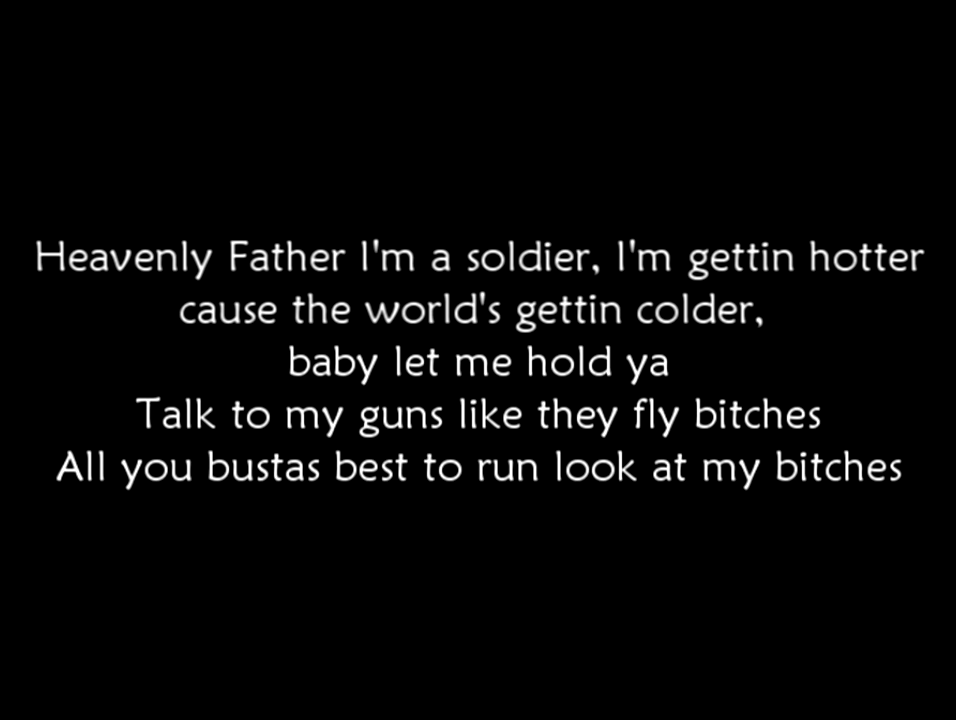 Heavenly Father I'm a soldier, I'm gettin hotter
cause the world's gettin colder,
baby let me hold ya
Talk to my guns like they fly bitches
All you bustas best to run look at my bitches